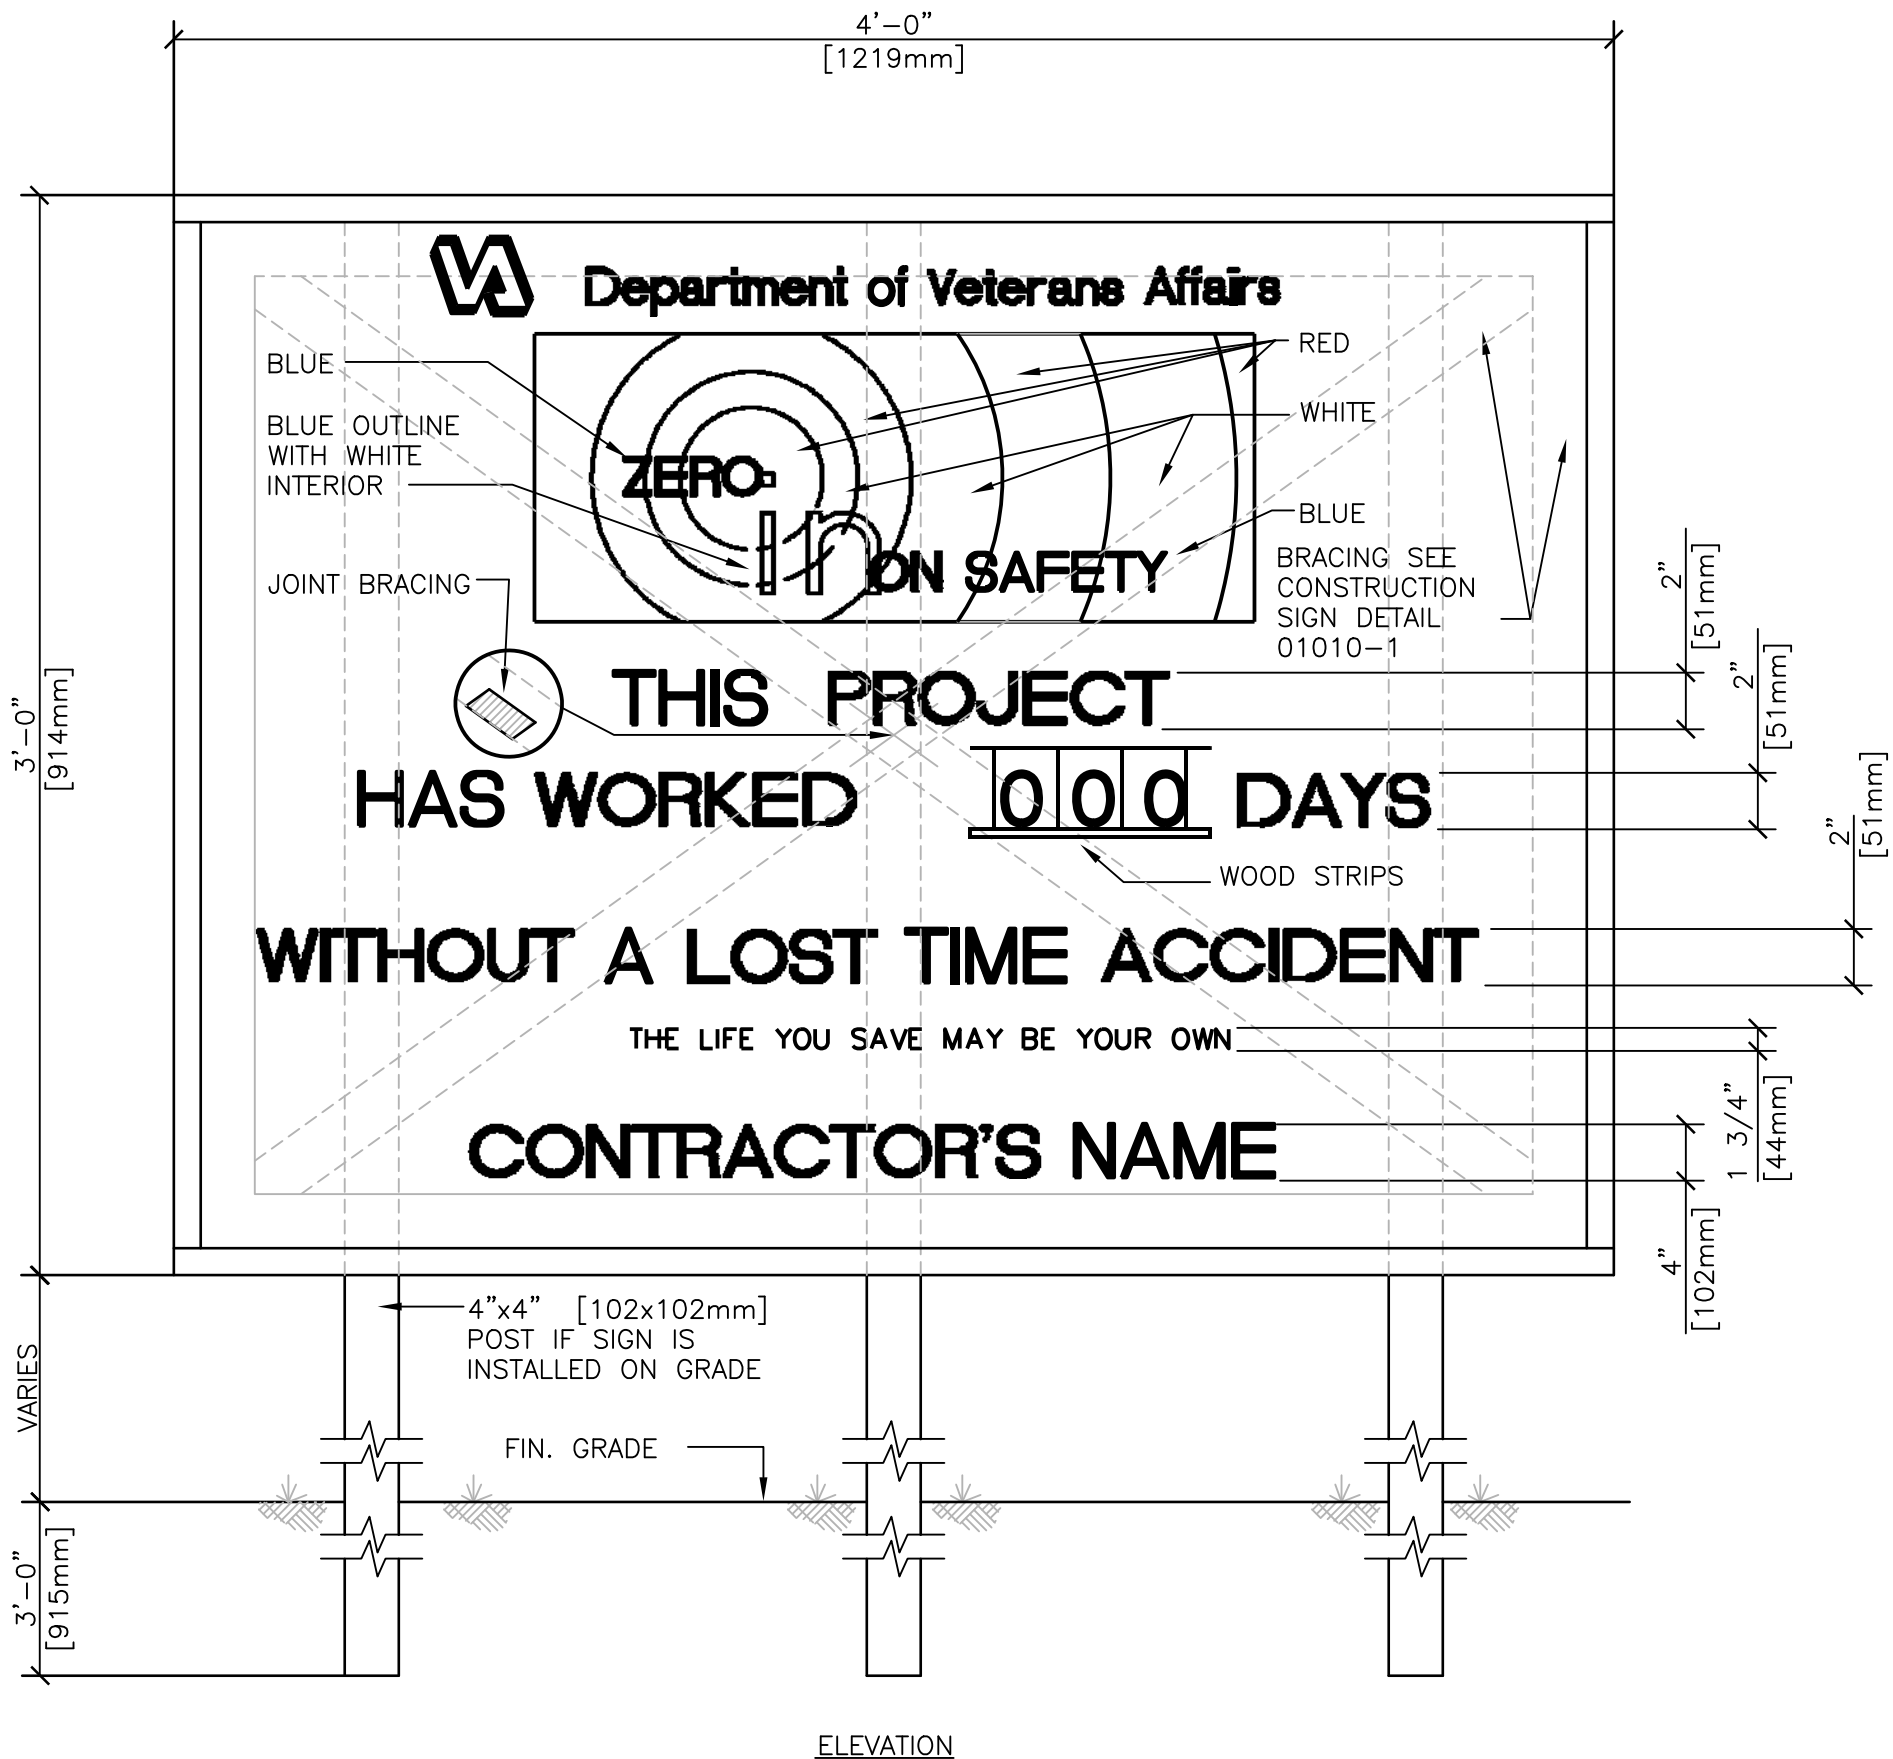 4'-0"
[1219mm]
VA Department of Veterans Affairs
BLUE
RED
BLUE OUTLINE
WITH WHITE
INTERIOR
WHITE
ZERO
In
ON SAFETY
BLUE
JOINT BRACING
BRACING SEE
CONSTRUCTION
SIGN DETAIL
01010-1
2"
[51mm]
THIS PROJECT
2"
[51mm]
3'-0"
[914mm]
HAS WORKED 000 DAYS
2"
[51mm]
WOOD STRIPS
WITHOUT A LOST TIME ACCIDENT
THE LIFE YOU SAVE MAY BE YOUR OWN
1 3/4"
[44mm]
CONTRACTOR'S NAME
4"
[102mm]
4"x4" [102x102mm]
POST IF SIGN IS
INSTALLED ON GRADE
VARIES
FIN. GRADE
3'-0"
[915mm]
ELEVATION